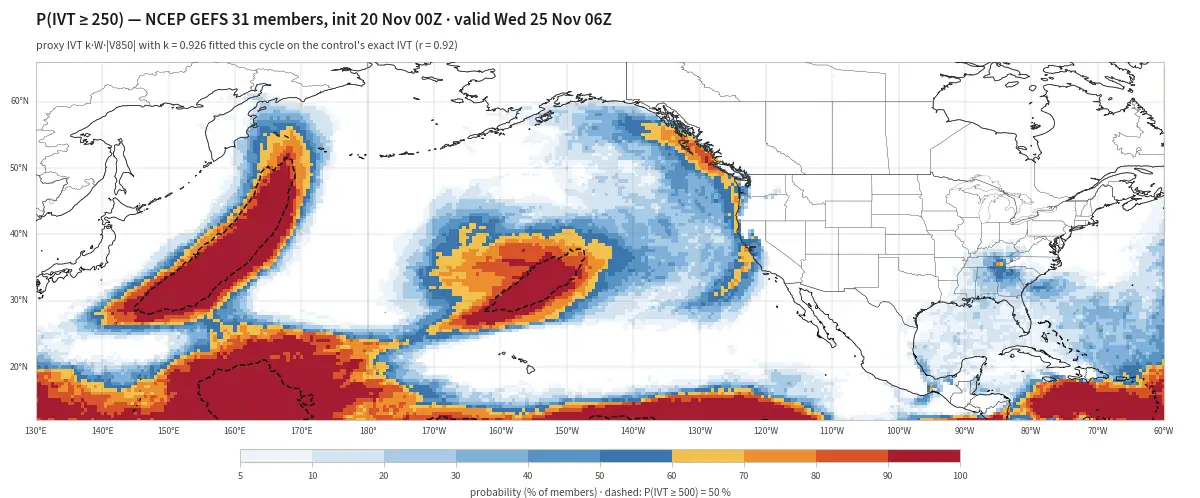 P(IVT ≥ 250) — NCEP GEFS 31 members, init 20 Nov 00Z · valid Wed 25 Nov 06Z
proxy IVT k·W·|V850| with k = 0.926 fitted this cycle on the control's exact IVT (r = 0.92)
60°N
50°N
40°N
30°N
20°N
130°E 140°E 150°E 160°E 170°E 180° 170°W 160°W 150°W 140°W 130°W 120°W 110°W 100°W 90°W 80°W 70°W 60°W
5 10 20 30 40 50 60 70 80 90 100
probability (% of members) · dashed: P(IVT ≥ 500) = 50 %